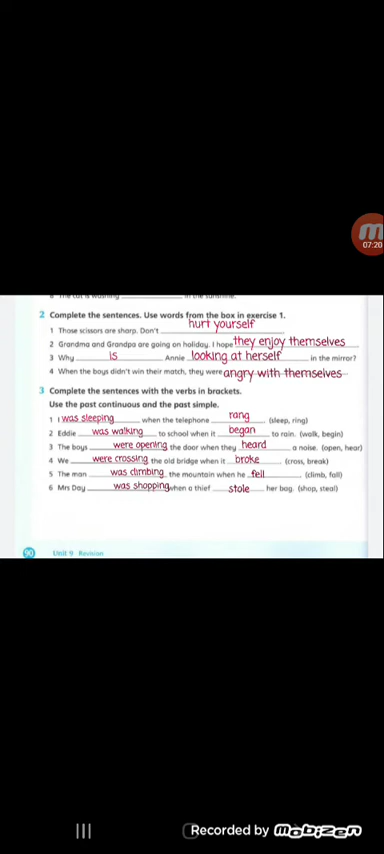 07:20
2 Complete the sentences. Use words from the box in exercise 1.
1 Those scissors are sharp. Don't hurt yourself
2 Grandma and Grandpa are going on holiday. I hope they enjoy themselves
3 Why is Annie looking at herself in the mirror?
4 When the boys didn't win their match, they were angry with themselves
3 Complete the sentences with the verbs in brackets.
Use the past continuous and the past simple.
1 I was sleeping when the telephone rang (sleep, ring)
2 Eddie was walking to school when it began to rain. (walk, begin)
3 The boys were opening the door when they heard a noise. (open, hear)
4 We were crossing the old bridge when it broke (cross, break)
5 The man was climbing the mountain when he fell (climb, fall)
6 Mrs Day was shopping when a thief stole her bag. (shop, steal)
90 Unit 9 Revision
Recorded by mobizen